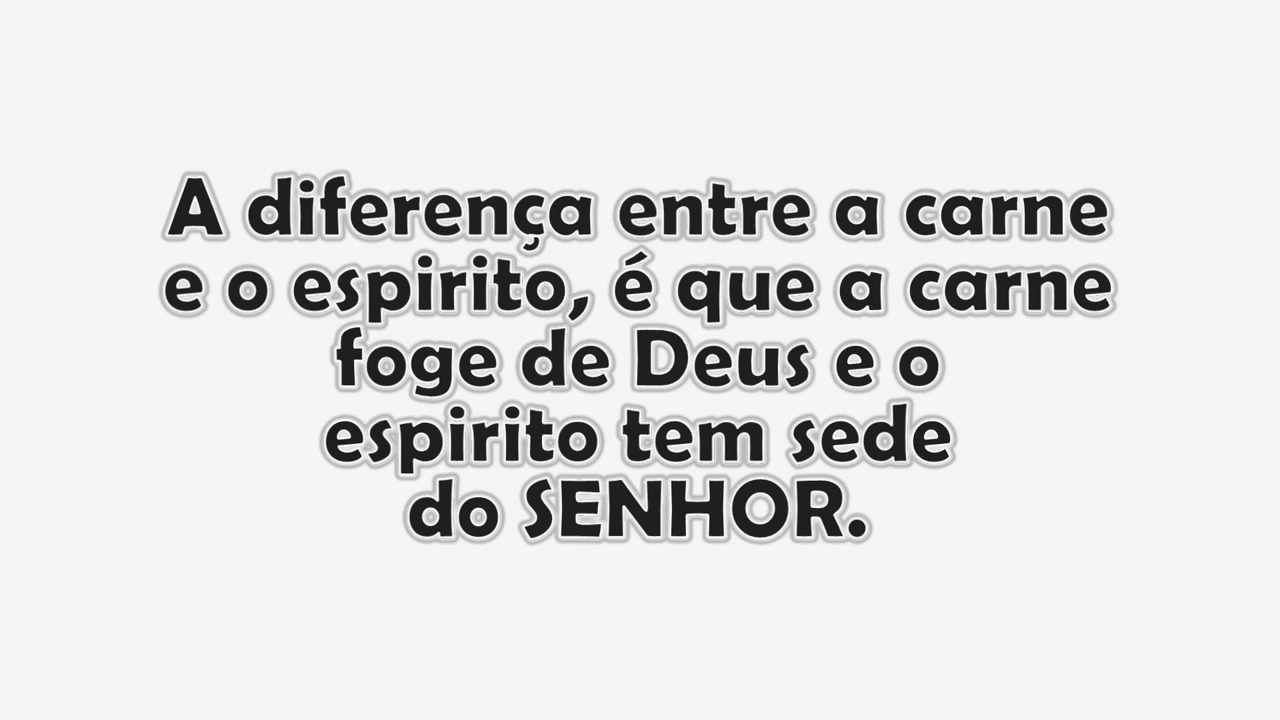 A diferença entre a carne
e o espirito, é que a carne
foge de Deus e o
espirito tem sede
do SENHOR.